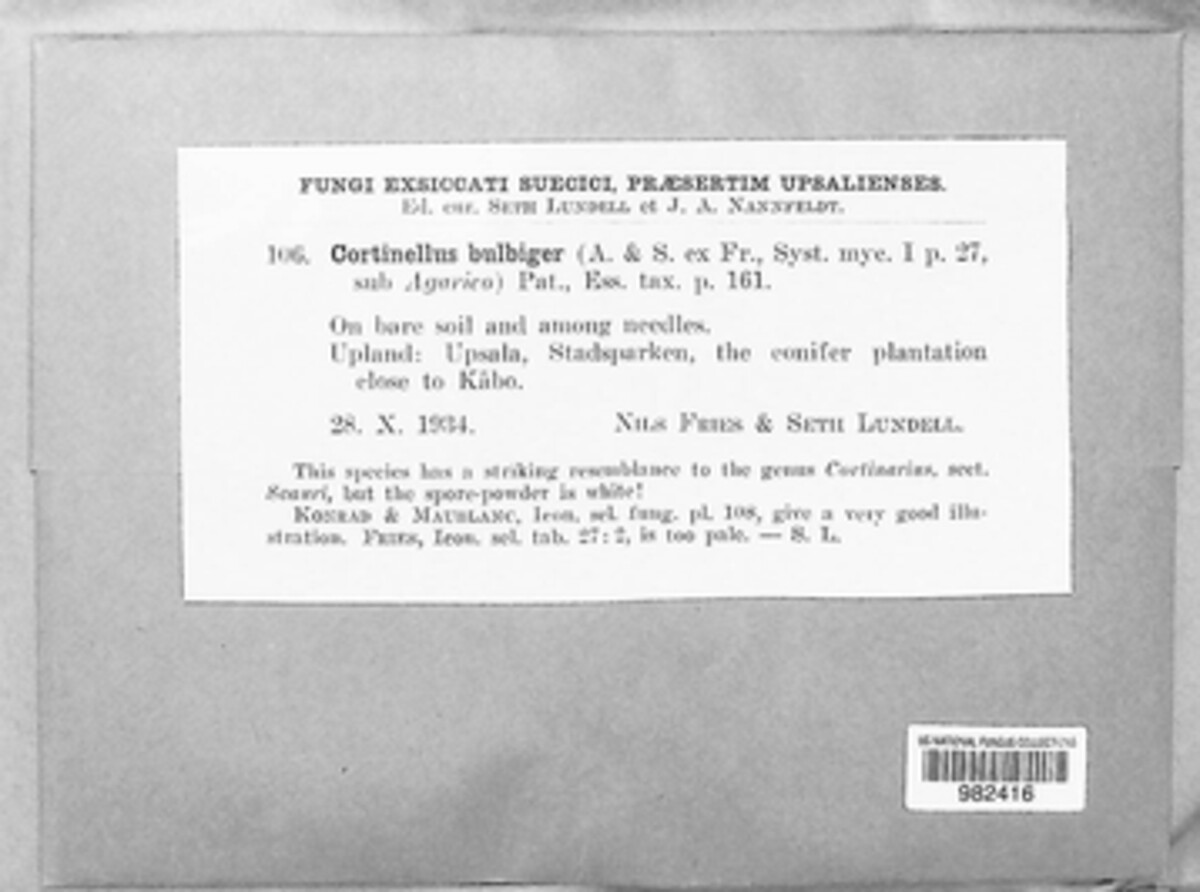 FUNGI EXSICCATI SUECICI, PRÆSERTIM UPSALIENSES.
Ed. cur. SETH LUNDELL et J. A. NANNFELDT.
106. Cortinellus bulbiger (A. & S. ex Fr., Syst. myc. I p. 27,
sub Agarico) Pat., Ess. tax. p. 161.
On bare soil and among needles.
Upland: Upsala, Stadsparken, the conifer plantation
close to Kåbo.
28. X. 1934. NILS FRIES & SETH LUNDELL.
This species has a striking resemblance to the genus Cortinarius, sect.
Scauri, but the spore-powder is white!
KONRAD & MAUBLANC, Icon. sel. fung. pl. 108, give a very good illu-
stration. FRIES, Icon. sel. tab. 27: 2, is too pale. — S. L.
US NATIONAL FUNGUS COLLECTIONS
982416